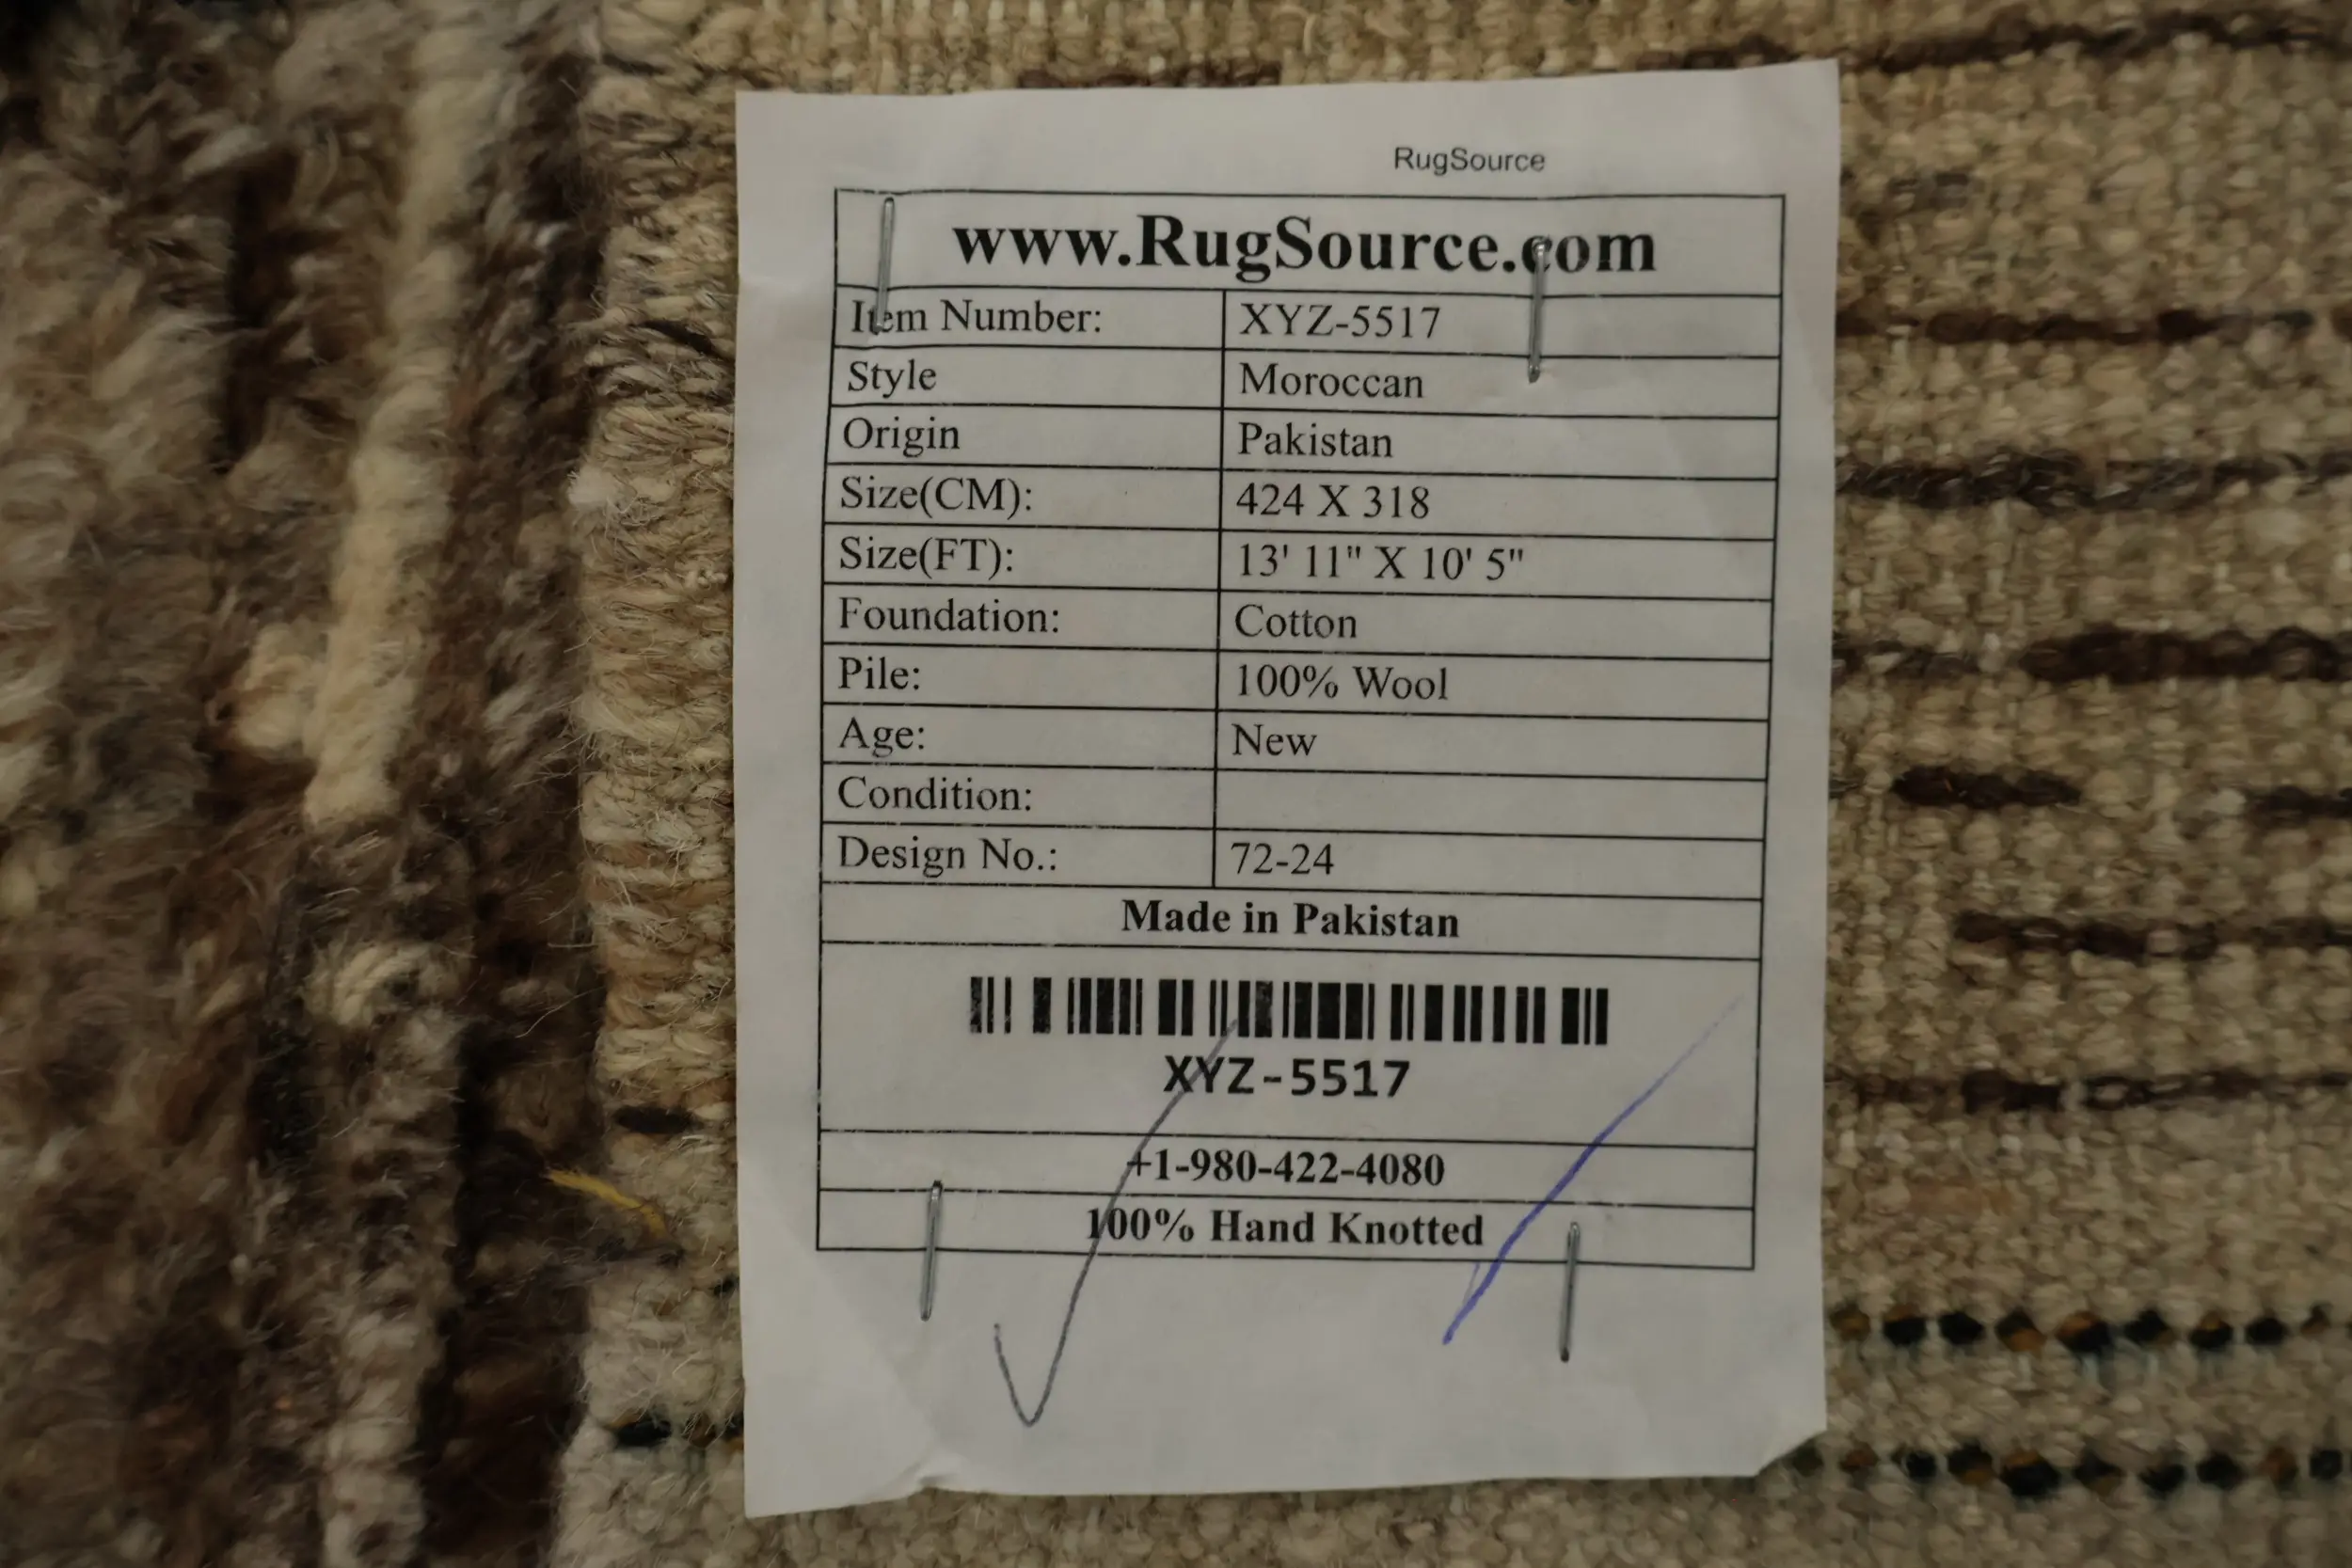 RugSource
www.RugSource.com
Item Number: XYZ-5517
Style Moroccan
Origin Pakistan
Size(CM): 424 X 318
Size(FT): 13' 11" X 10' 5"
Foundation: Cotton
Pile: 100% Wool
Age: New
Condition:
Design No.: 72-24
Made in Pakistan
XYZ-5517
+1-980-422-4080
100% Hand Knotted